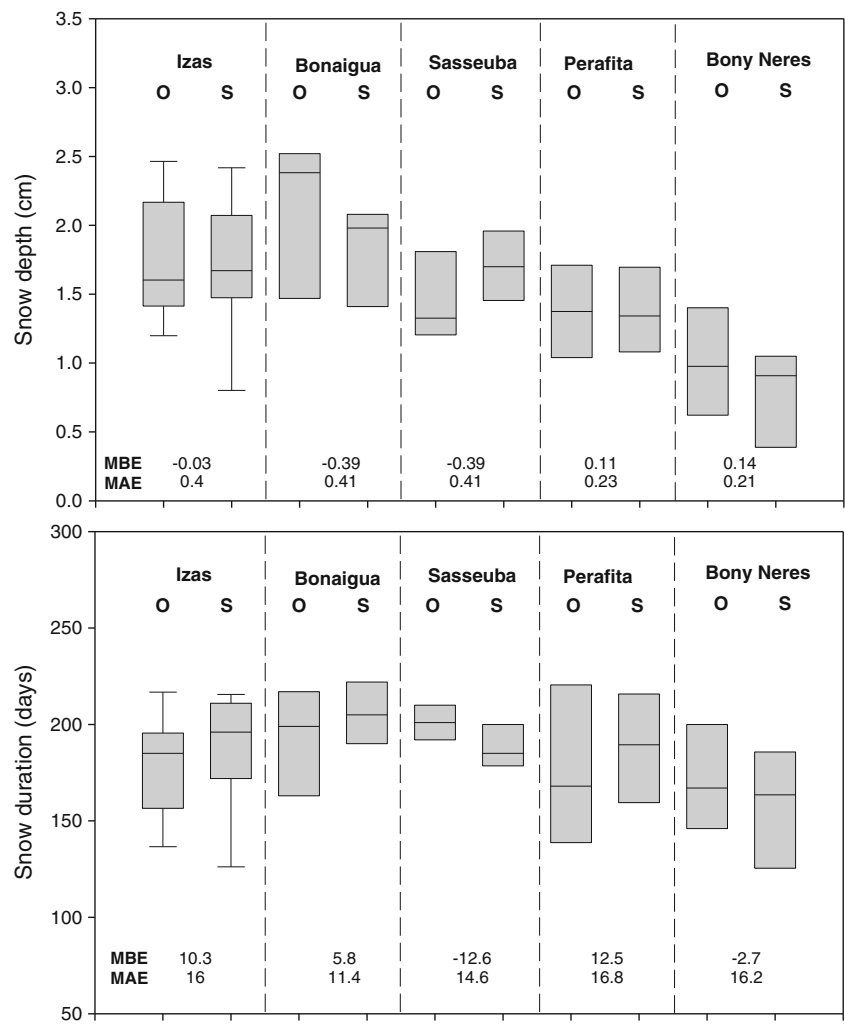 3.5
3.0
2.5
2.0
1.5
1.0
0.5
0.0
Snow depth (cm)
Izas Bonaigua Sasseuba Perafita Bony Neres
O S O S O S O S O S
MBE -0.03 -0.39 -0.39 0.11 0.14
MAE 0.4 0.41 0.41 0.23 0.21
300
250
200
150
100
50
Snow duration (days)
Izas Bonaigua Sasseuba Perafita Bony Neres
O S O S O S O S O S
MBE 10.3 5.8 -12.6 12.5 -2.7
MAE 16 11.4 14.6 16.8 16.2